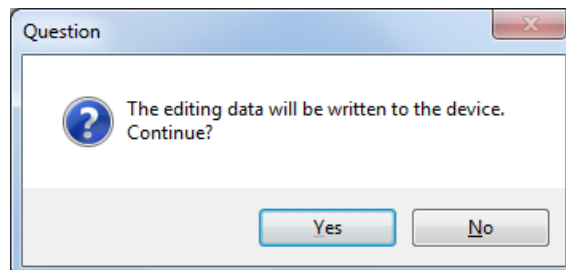 Question
The editing data will be written to the device.
Continue?
Yes
No